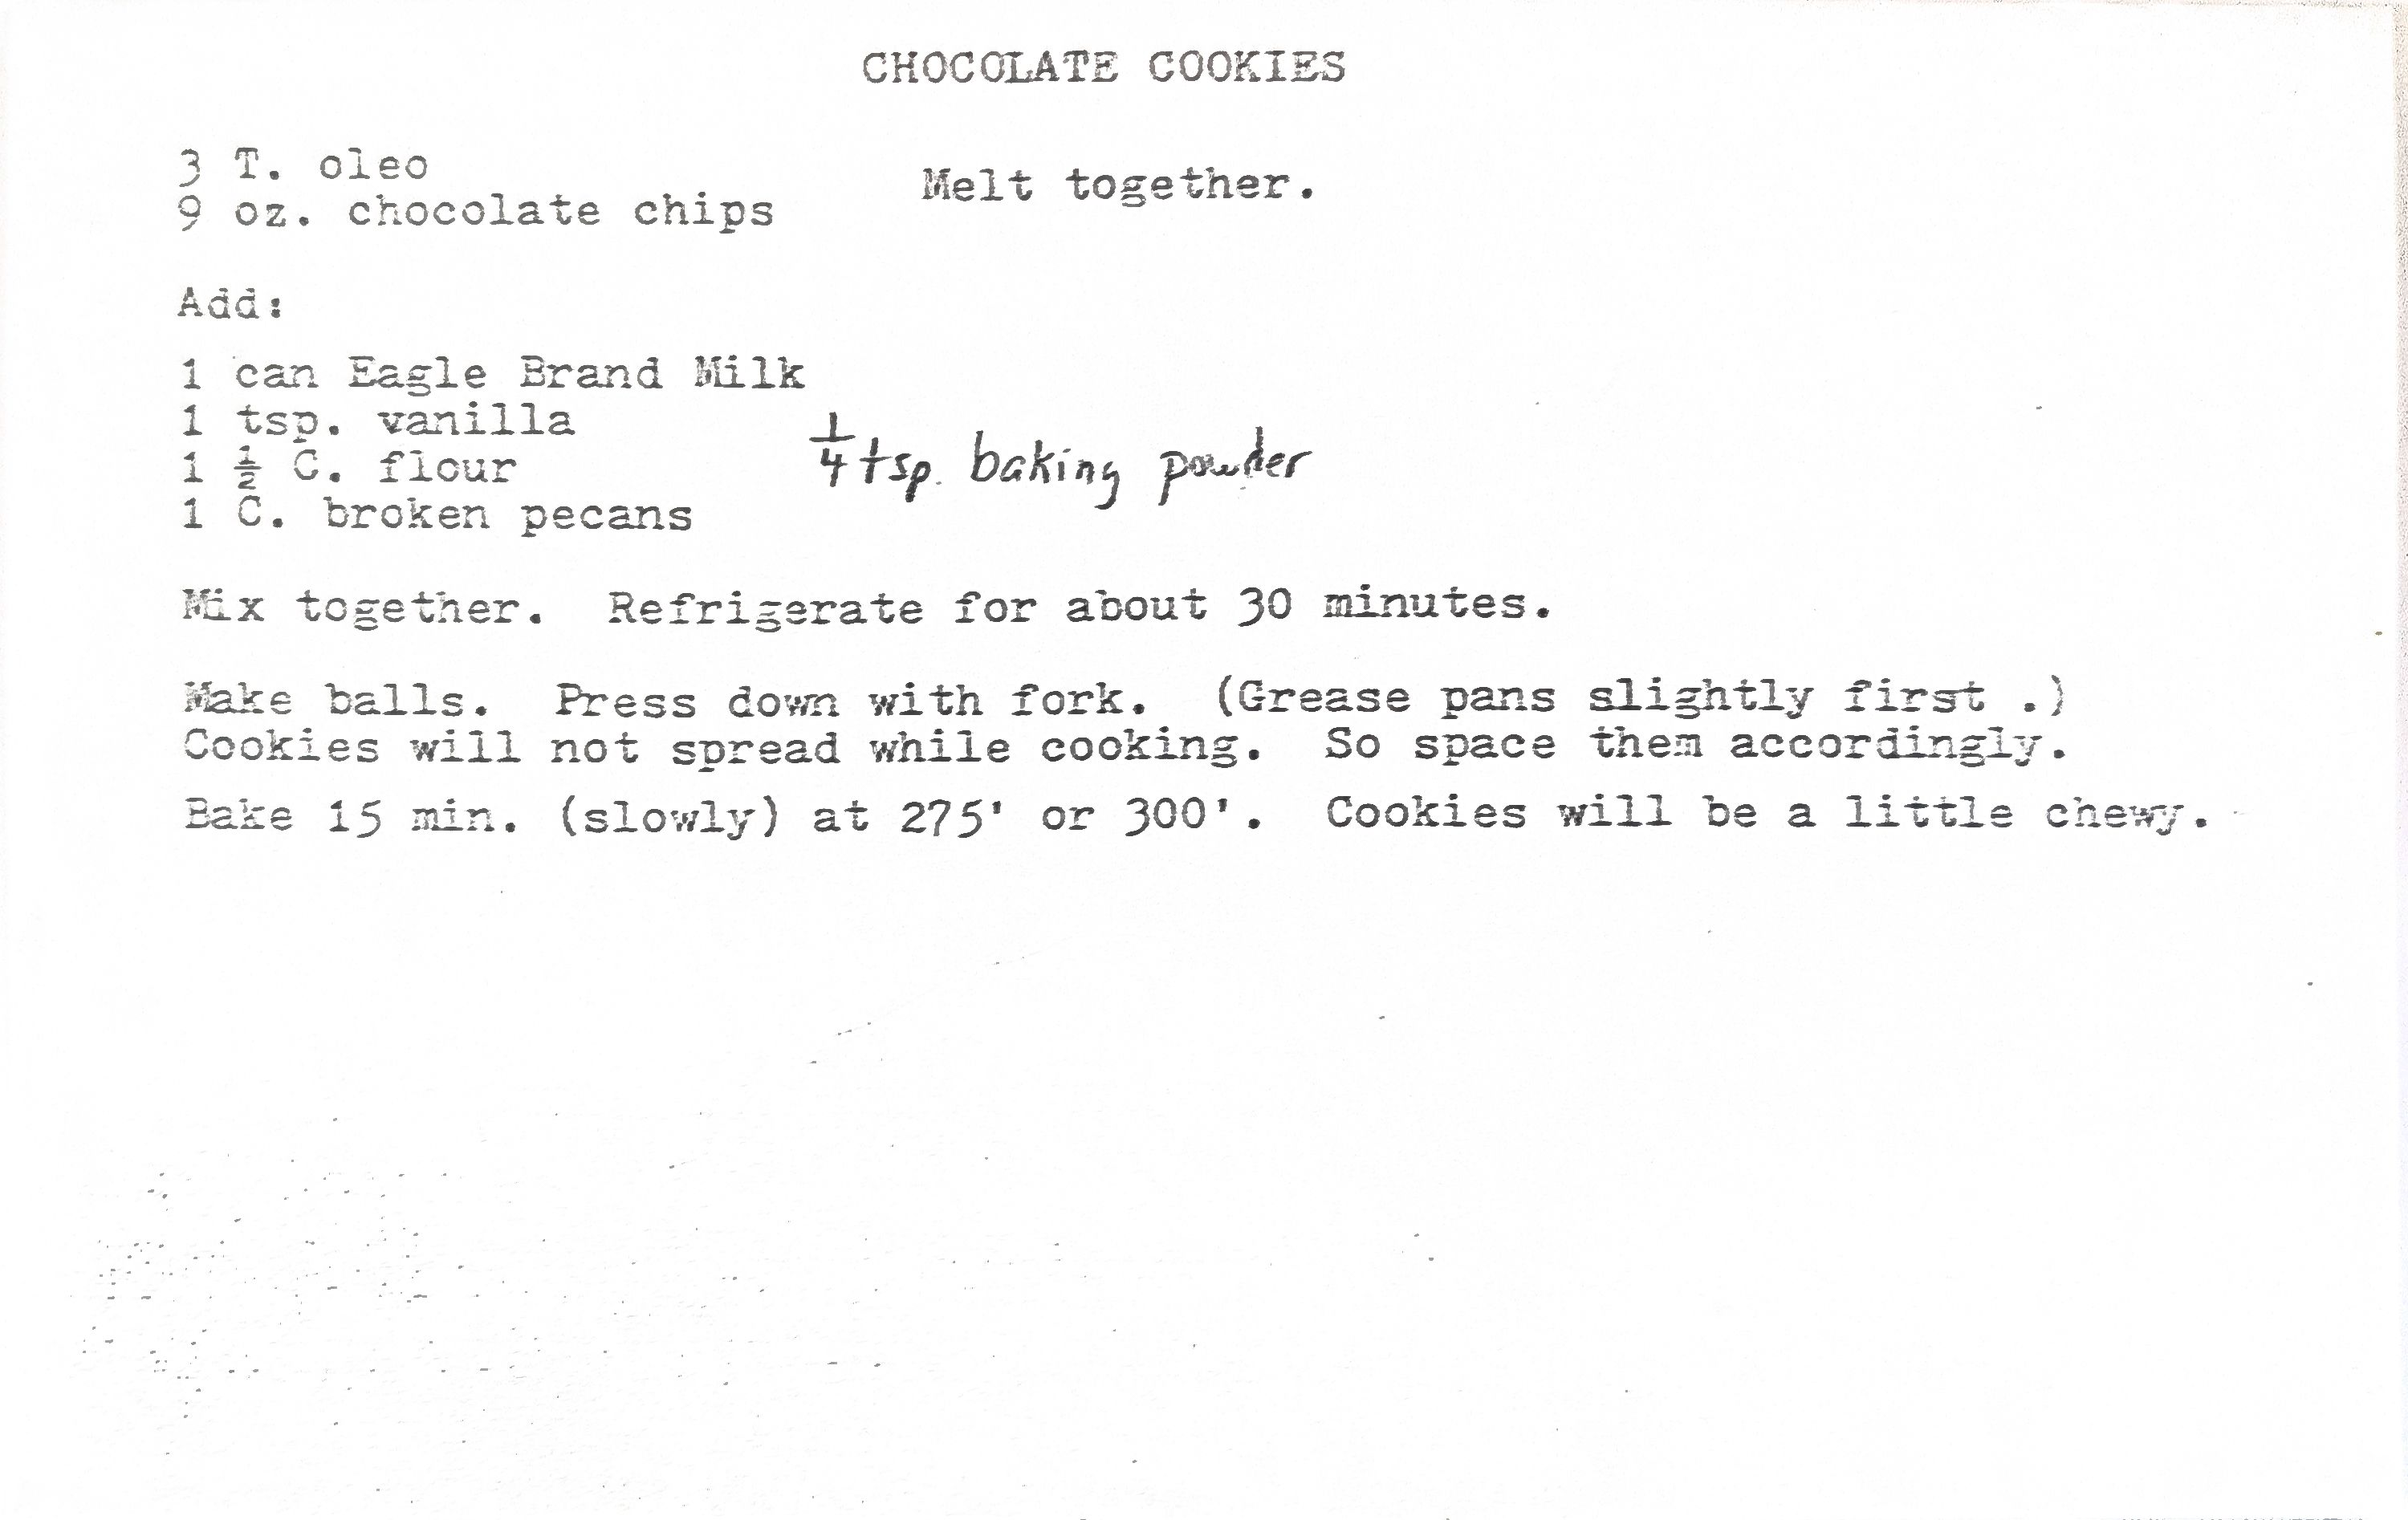 CHOCOLATE COOKIES
3 T. oleo
Melt together.
9 oz. chocolate chips
Add:
1 can Eagle Brand Milk
1 tsp. vanilla
1/4 tsp. baking powder
1 ½ C. flour
1 C. broken pecans
Mix together. Refrigerate for about 30 minutes.
Make balls. Press down with fork. (Grease pans slightly first .)
Cookies will not spread while cooking. So space them accordingly.
Bake 15 min. (slowly) at 275' or 300'. Cookies will be a little chewy.